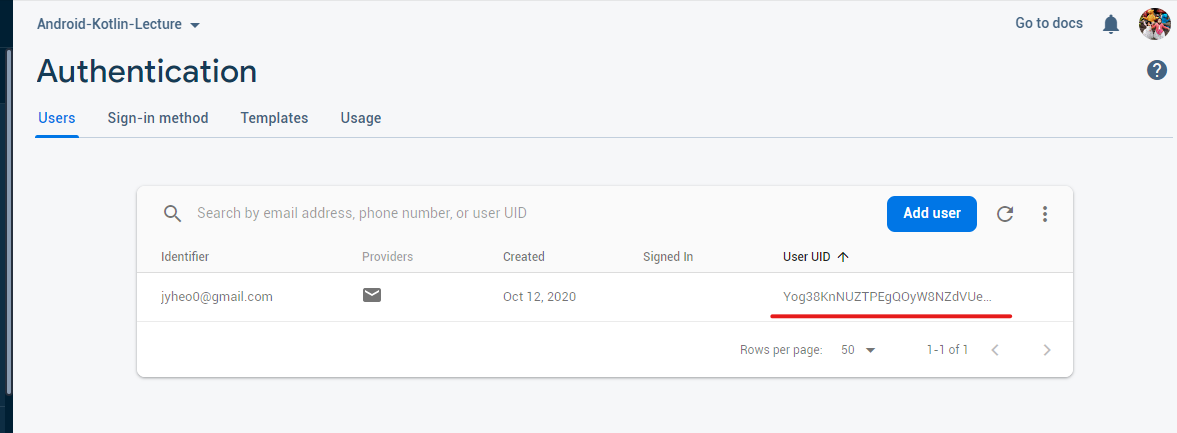 Android-Kotlin-Lecture Go to docs
Authentication
Users Sign-in method Templates Usage
Search by email address, phone number, or user UID Add user
Identifier Providers Created Signed In User UID
jyheo0@gmail.com Oct 12, 2020 Yog38KnNUZTPEgQOyW8NZdVUe...
Rows per page: 50 1-1 of 1